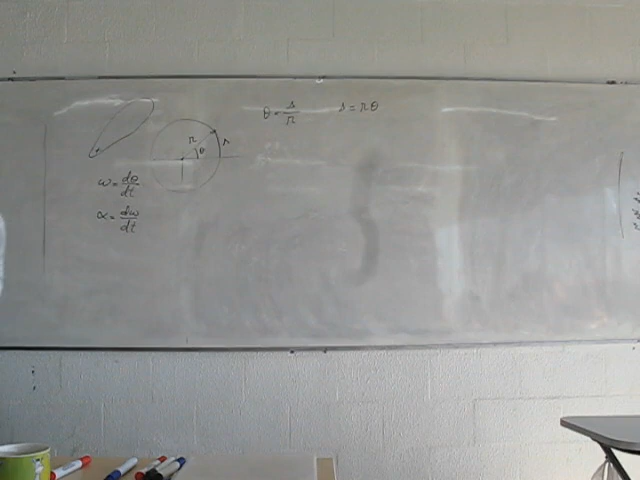 θ = s/r    s = rθ
r θ s
ω = dθ/dt
α = dω/dt